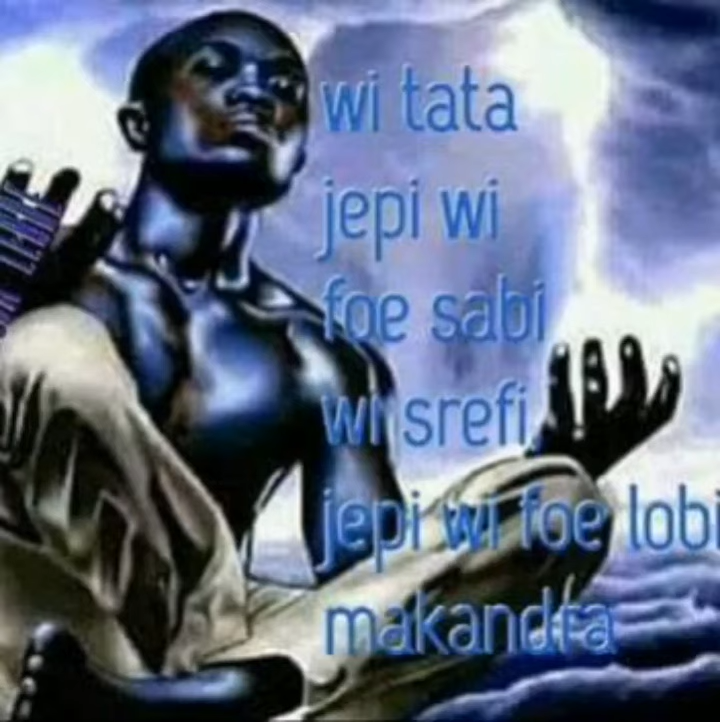 wi tata
jepi wi
foe sabi
wi srefi,
jepi wi foe lobi
makandra